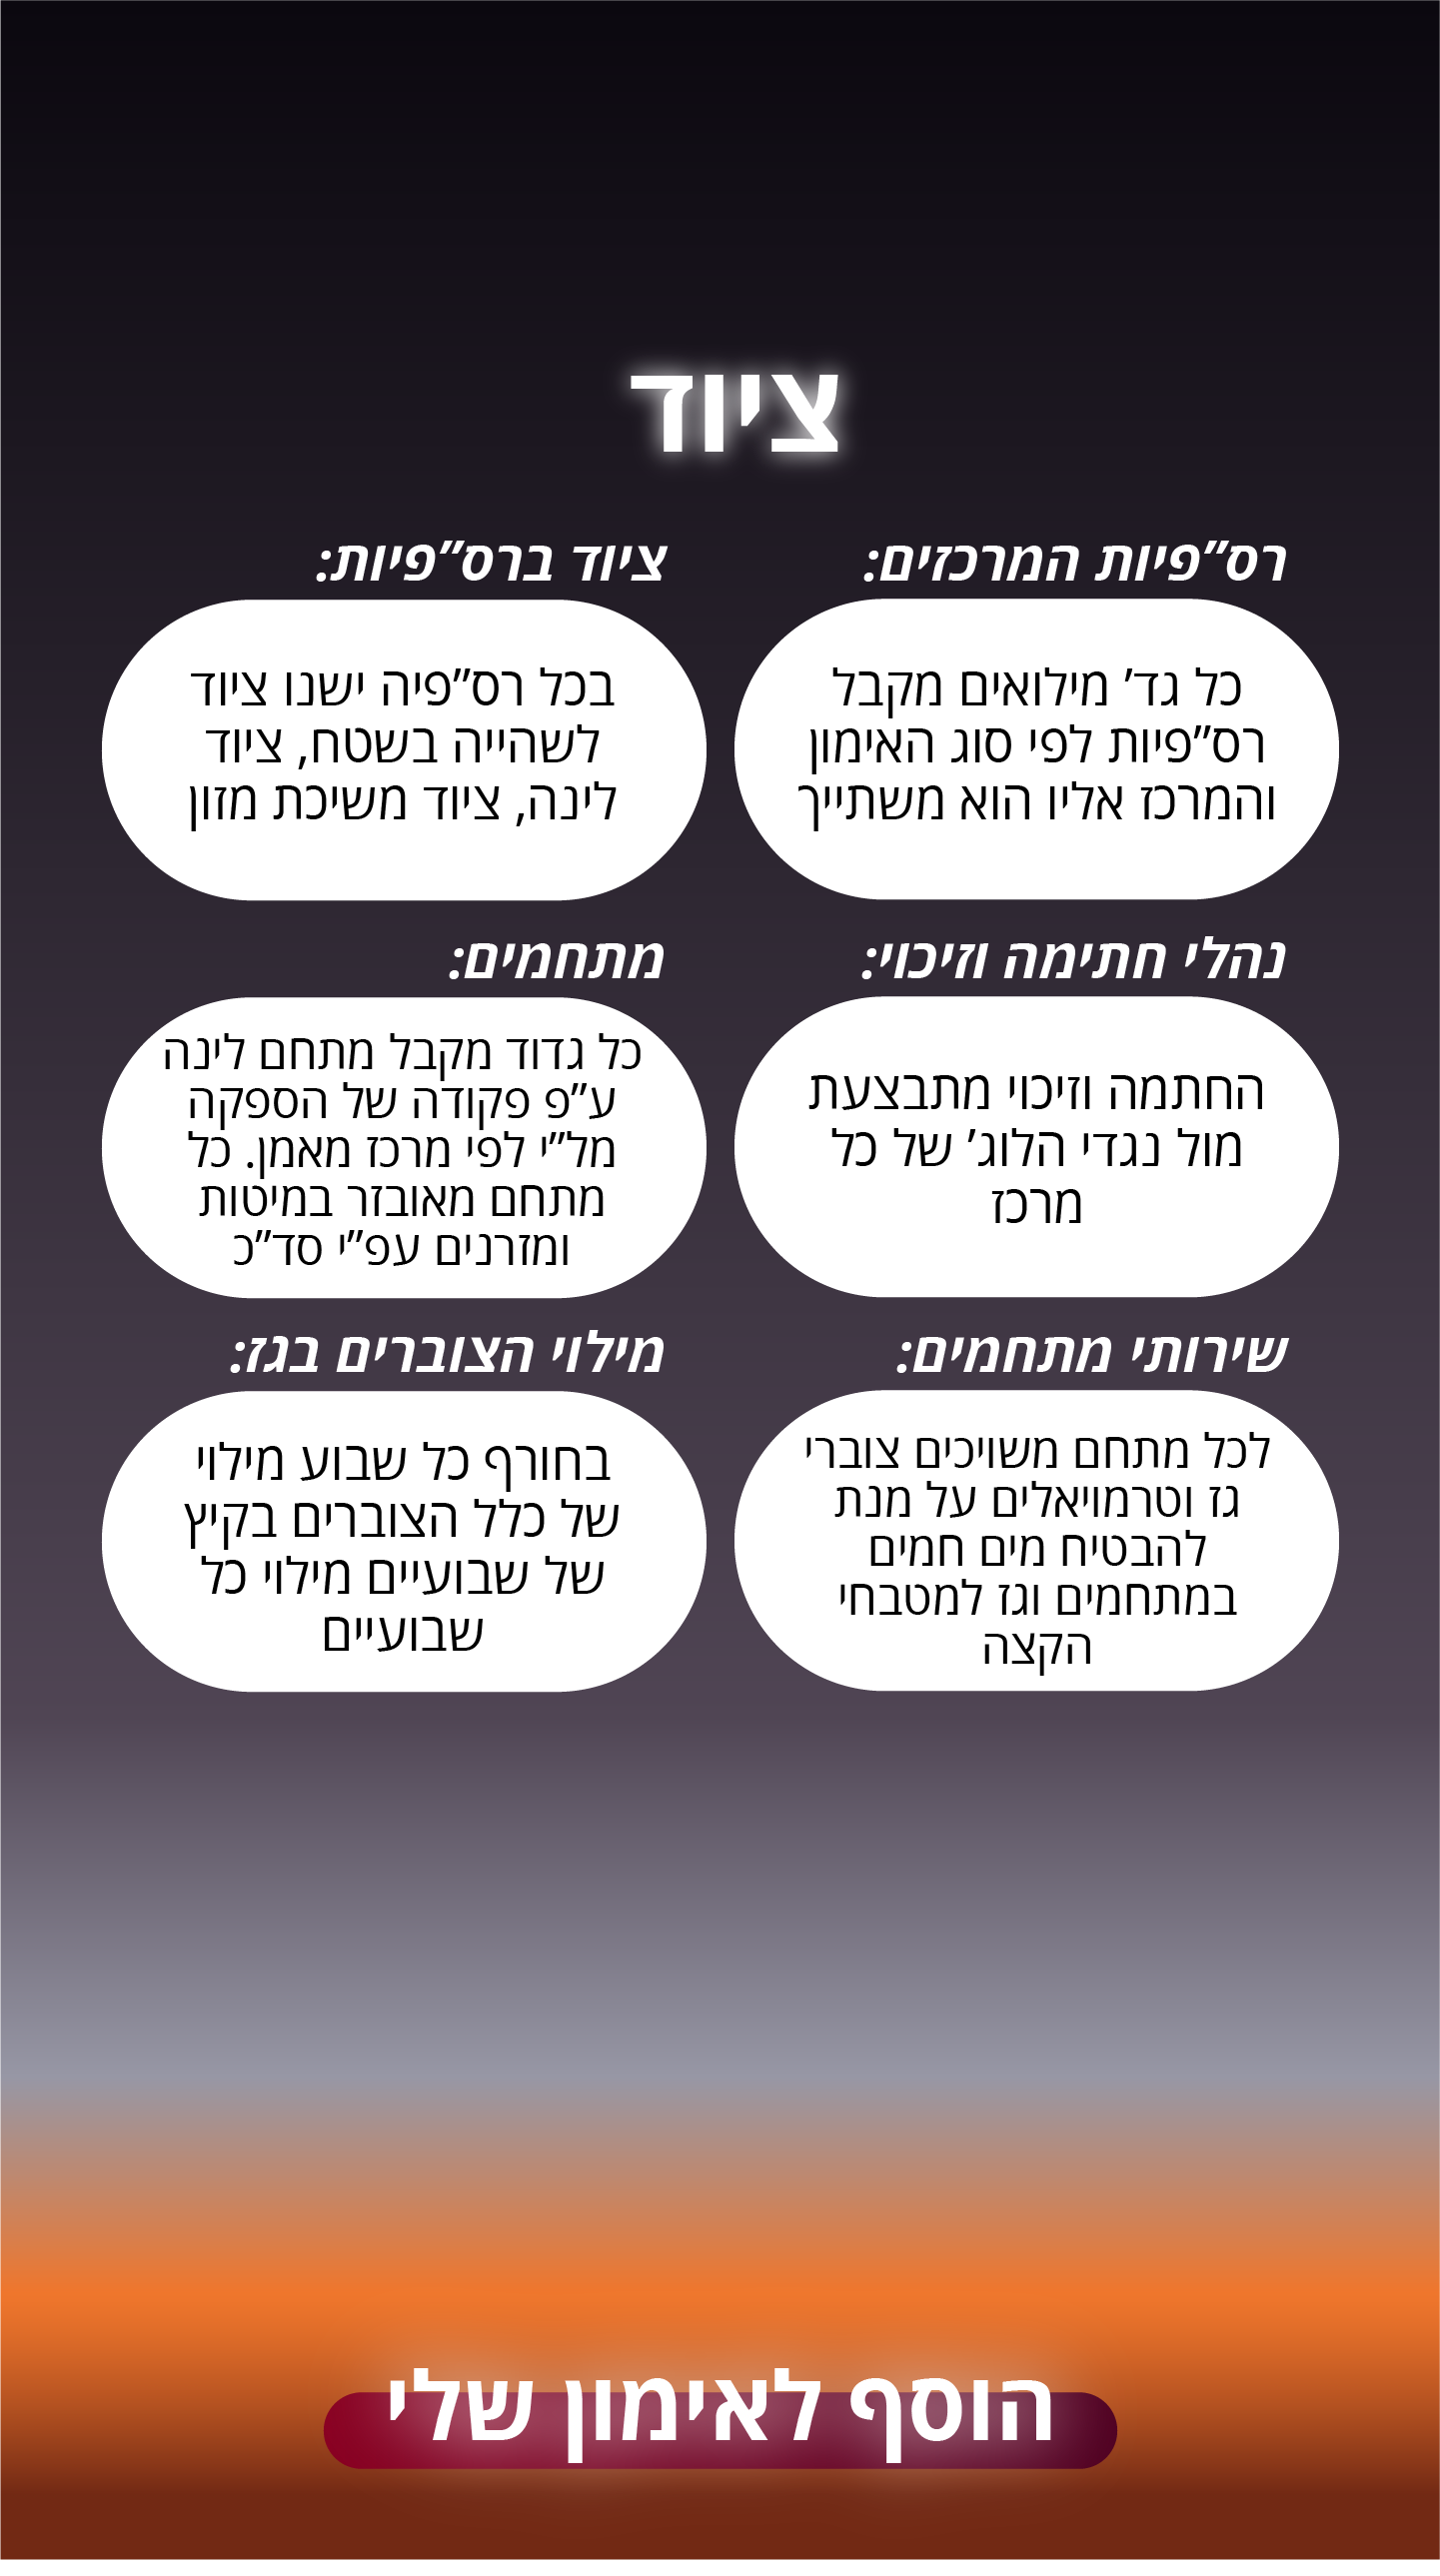 ציוד
רס"פיות המרכזים:
כל גד' מילואים מקבל
רס"פיות לפי סוג האימון
והמרכז אליו הוא משתייך
ציוד ברס"פיות:
בכל רס"פיה ישנו ציוד
לשהייה בשטח, ציוד
לינה, ציוד משיכת מזון
נהלי חתימה וזיכוי:
החתמה וזיכוי מתבצעת
מול נגדי הלוג' של כל
מרכז
מתחמים:
כל גדוד מקבל מתחם לינה
ע"פ פקודה של הספקה
מל"י לפי מרכז מאמן. כל
מתחם מאובזר במיטות
ומזרנים עפ"י סד"כ
שירותי מתחמים:
לכל מתחם משויכים צוברי
גז וטרמויאלים על מנת
להבטיח מים חמים
במתחמים וגז למטבחי
הקצה
מילוי הצוברים בגז:
בחורף כל שבוע מילוי
של כלל הצוברים בקיץ
של שבועיים מילוי כל
שבועיים
הוסף לאימון שלי